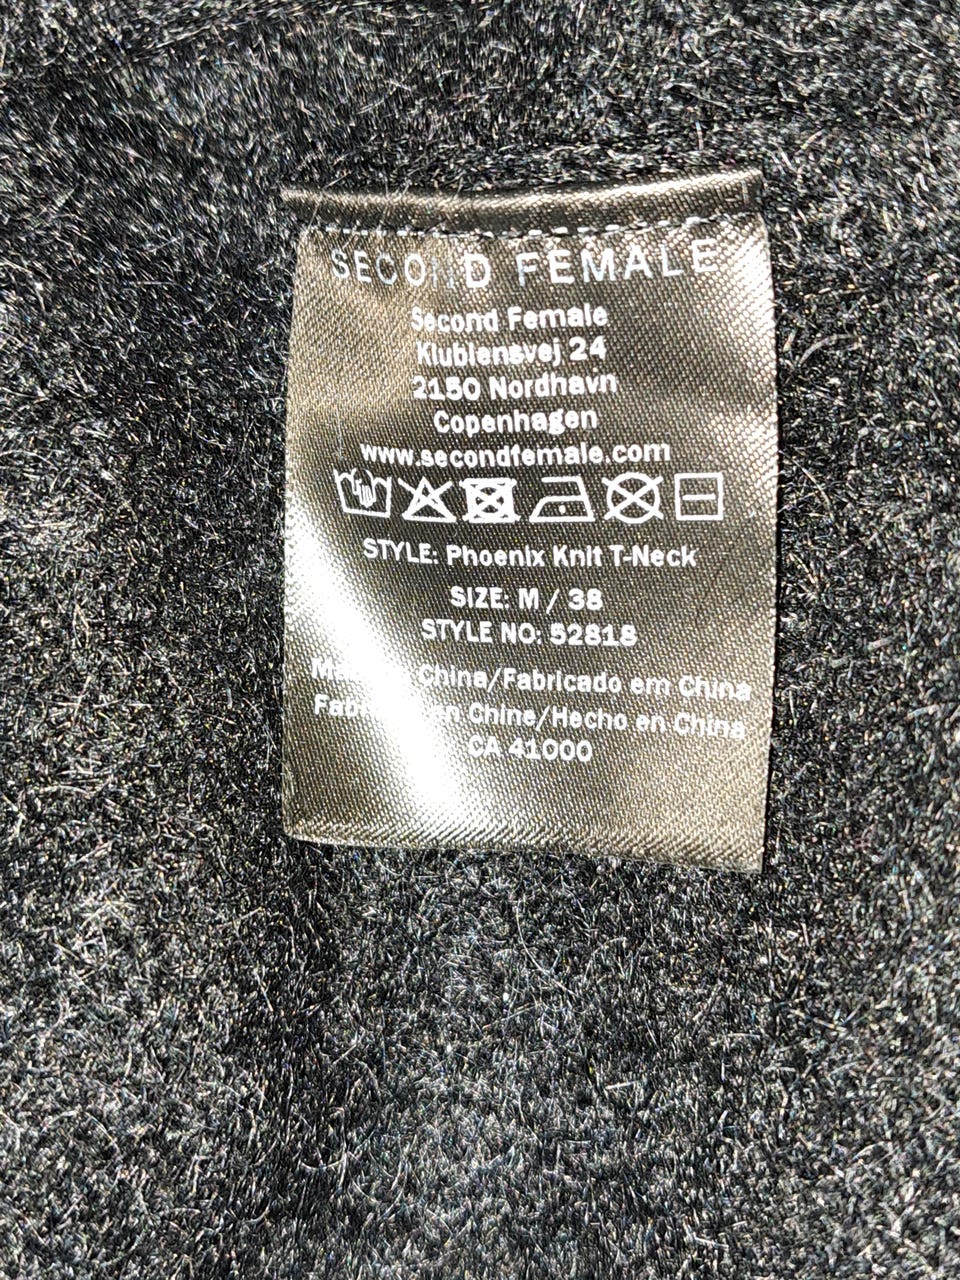 SECOND FEMALE
Second Female
Klubiensvej 24
2150 Nordhavn
Copenhagen
www.secondfemale.com
STYLE: Phoenix Knit T-Neck
SIZE: M / 38
STYLE NO: 52818
China/Fabricado em China
en Chine/Hecho en China
CA 41000